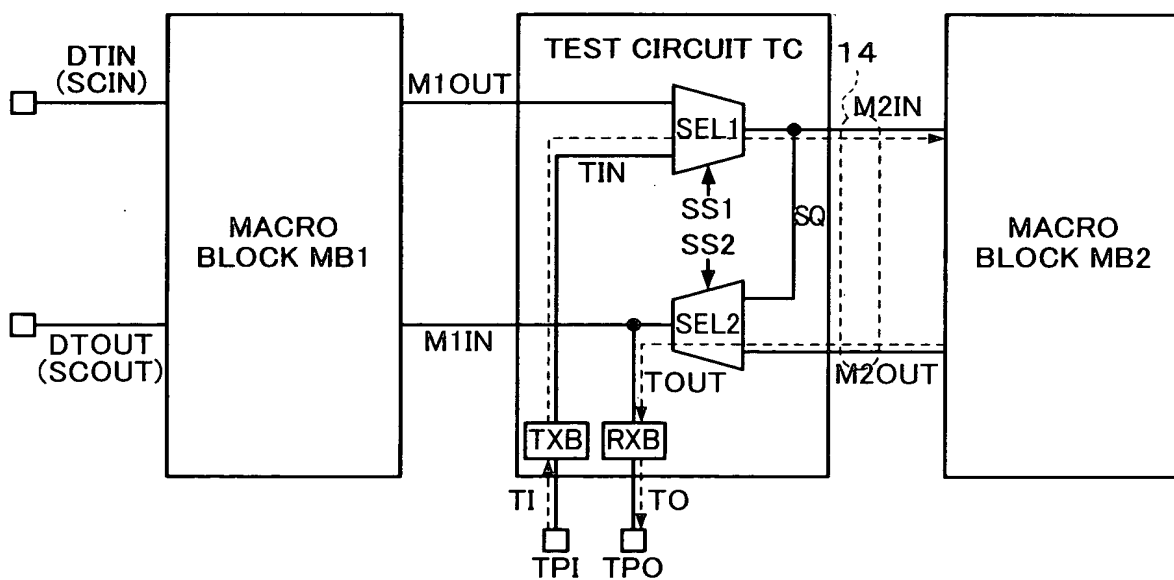 DTIN
(SCIN)
M1OUT
TEST CIRCUIT TC
14
M2IN
SEL1
TIN
MACRO
BLOCK MB1
SS1
SS2
SQ
MACRO
BLOCK MB2
SEL2
DTOUT
(SCOUT)
M1IN
TOUT
M2OUT
TXB
RXB
TI
TO
TPI
TPO